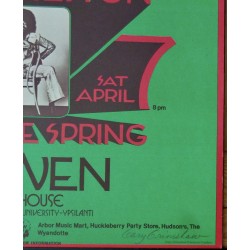 SAT
APRIL 7
8 pm
E SPRING
VEN
HOUSE
UNIVERSITY-YPSILANTI
Arbor Music Mart, Huckleberry Party Store, Hudsons, The
Wyandotte
INFORMATION